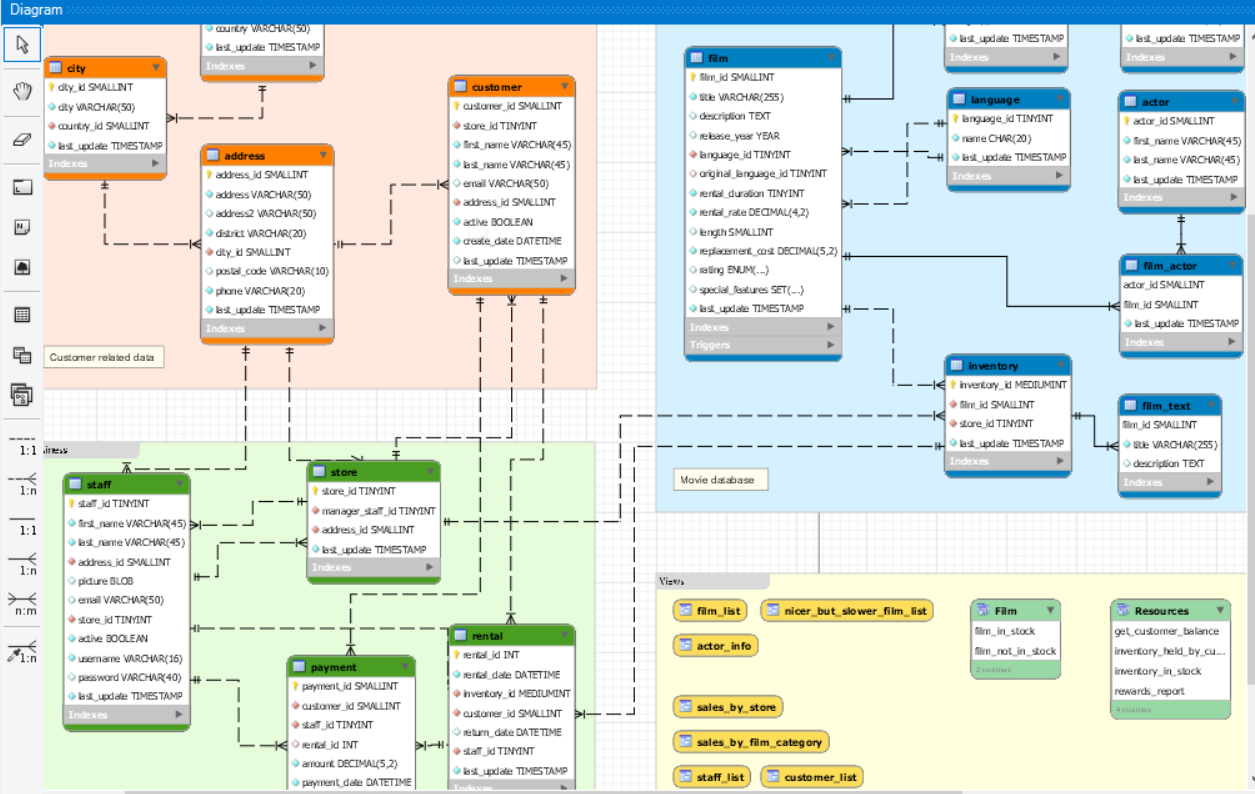 Diagram
country VARCHAR(50)
last_update TIMESTAMP
Indexes
city
city_id SMALLINT
city VARCHAR(50)
country_id SMALLINT
last_update TIMESTAMP
Indexes
address
address_id SMALLINT
address VARCHAR(50)
address2 VARCHAR(50)
district VARCHAR(20)
city_id SMALLINT
postal_code VARCHAR(10)
phone VARCHAR(20)
last_update TIMESTAMP
Indexes
customer
customer_id SMALLINT
store_id TINYINT
first_name VARCHAR(45)
last_name VARCHAR(45)
email VARCHAR(50)
address_id SMALLINT
active BOOLEAN
create_date DATETIME
last_update TIMESTAMP
Indexes
Customer related data
film
film_id SMALLINT
title VARCHAR(255)
description TEXT
release_year YEAR
language_id TINYINT
original_language_id TINYINT
rental_duration TINYINT
rental_rate DECIMAL(4,2)
length SMALLINT
replacement_cost DECIMAL(5,2)
rating ENUM(...)
special_features SET(...)
last_update TIMESTAMP
Indexes
Triggers
last_update TIMESTAMP
Indexes
last_update TIMESTAMP
Indexes
language
language_id TINYINT
name CHAR(20)
last_update TIMESTAMP
Indexes
actor
actor_id SMALLINT
first_name VARCHAR(45)
last_name VARCHAR(45)
last_update TIMESTAMP
Indexes
film_actor
actor_id SMALLINT
film_id SMALLINT
last_update TIMESTAMP
Indexes
inventory
inventory_id MEDIUMINT
film_id SMALLINT
store_id TINYINT
last_update TIMESTAMP
Indexes
film_text
film_id SMALLINT
title VARCHAR(255)
description TEXT
Indexes
Movie database
1:1
1:n
1:1
1:n
n:m
1:n
staff
staff_id TINYINT
first_name VARCHAR(45)
last_name VARCHAR(45)
address_id SMALLINT
picture BLOB
email VARCHAR(50)
store_id TINYINT
active BOOLEAN
username VARCHAR(16)
password VARCHAR(40)
last_update TIMESTAMP
Indexes
store
store_id TINYINT
manager_staff_id TINYINT
address_id SMALLINT
last_update TIMESTAMP
Indexes
payment
payment_id SMALLINT
customer_id SMALLINT
staff_id TINYINT
rental_id INT
amount DECIMAL(5,2)
payment_date DATETIME
rental
rental_id INT
rental_date DATETIME
inventory_id MEDIUMINT
customer_id SMALLINT
return_date DATETIME
staff_id TINYINT
last_update TIMESTAMP
Indexes
Views
film_list
nicer_but_slower_film_list
actor_info
sales_by_store
sales_by_film_category
staff_list
customer_list
Film
film_in_stock
film_not_in_stock
2 routines
Resources
get_customer_balance
inventory_held_by_cu...
inventory_in_stock
rewards_report
4 routines